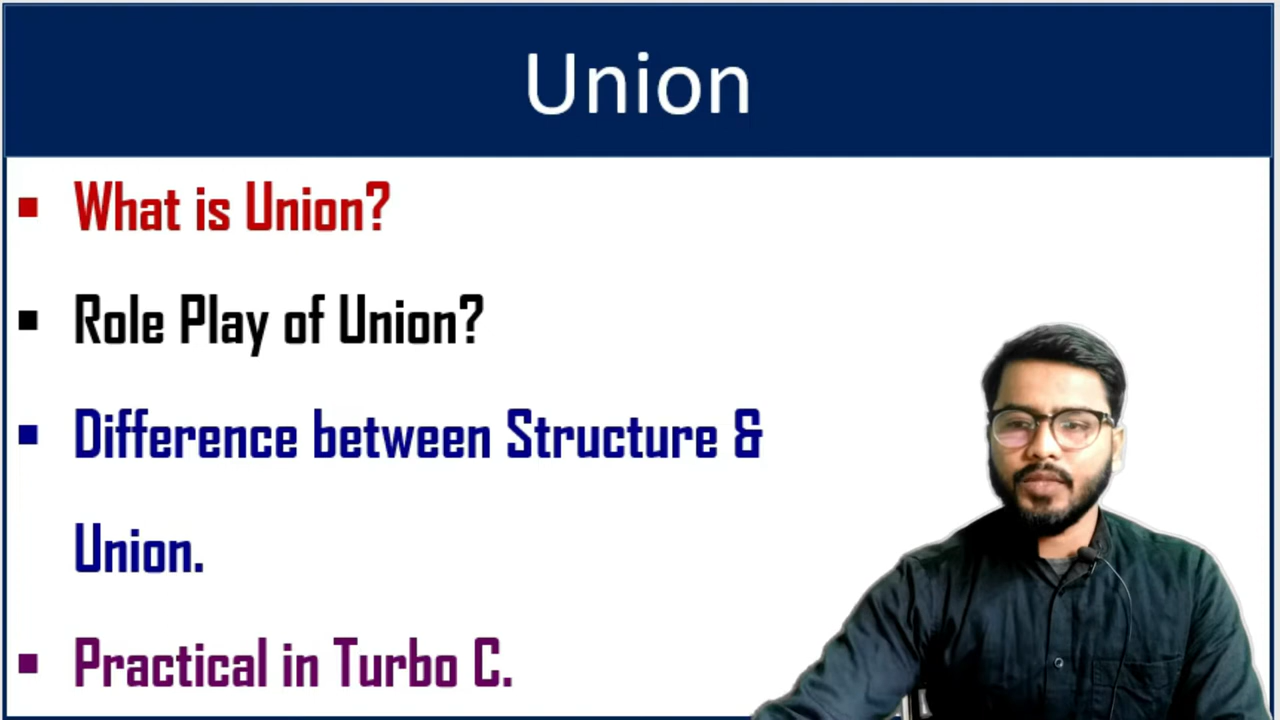 Union
What is Union?
Role Play of Union?
Difference between Structure &
Union.
Practical in Turbo C.